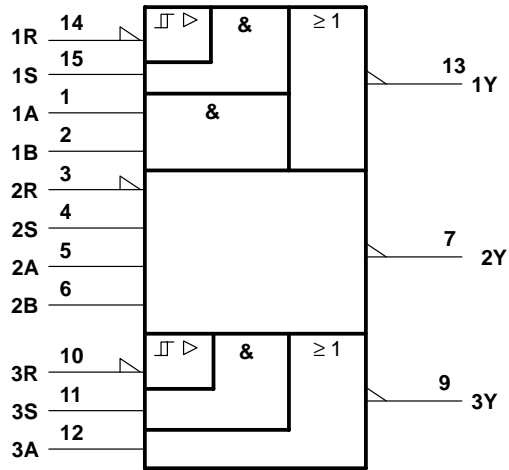 14 & ≥ 1
1R
15 13
1S 1Y
1 &
1A
2
1B
3
2R
4
2S 7
5 2Y
2A
6
2B
10 & ≥ 1
3R
11 9
3S 3Y
12
3A